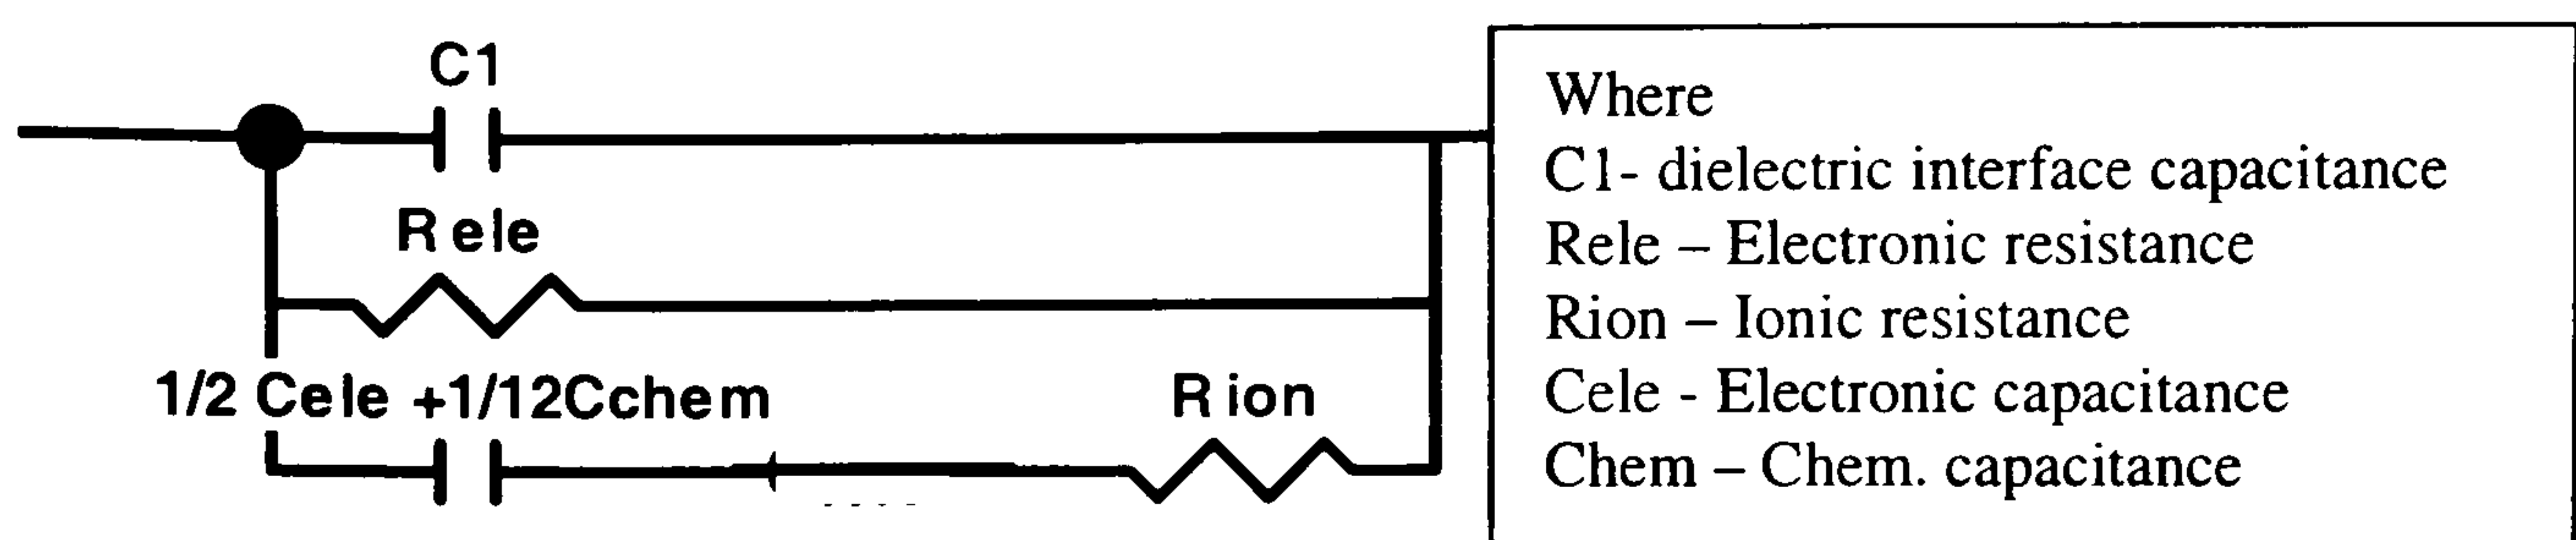 C1
Rele
1/2 Cele +1/12Cchem
Rion
Where
C1- dielectric interface capacitance
Rele – Electronic resistance
Rion – Ionic resistance
Cele - Electronic capacitance
Chem – Chem. capacitance